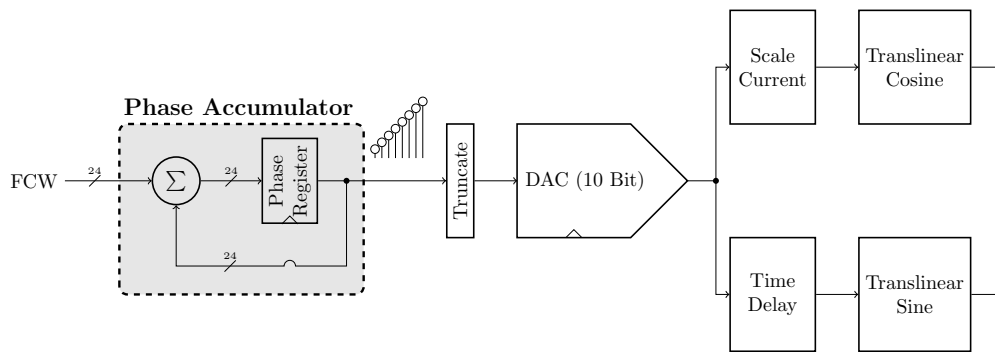 Phase Accumulator
FCW
24
∑
24
Phase
Register
24
Truncate
DAC (10 Bit)
Scale
Current
Translinear
Cosine
Time
Delay
Translinear
Sine